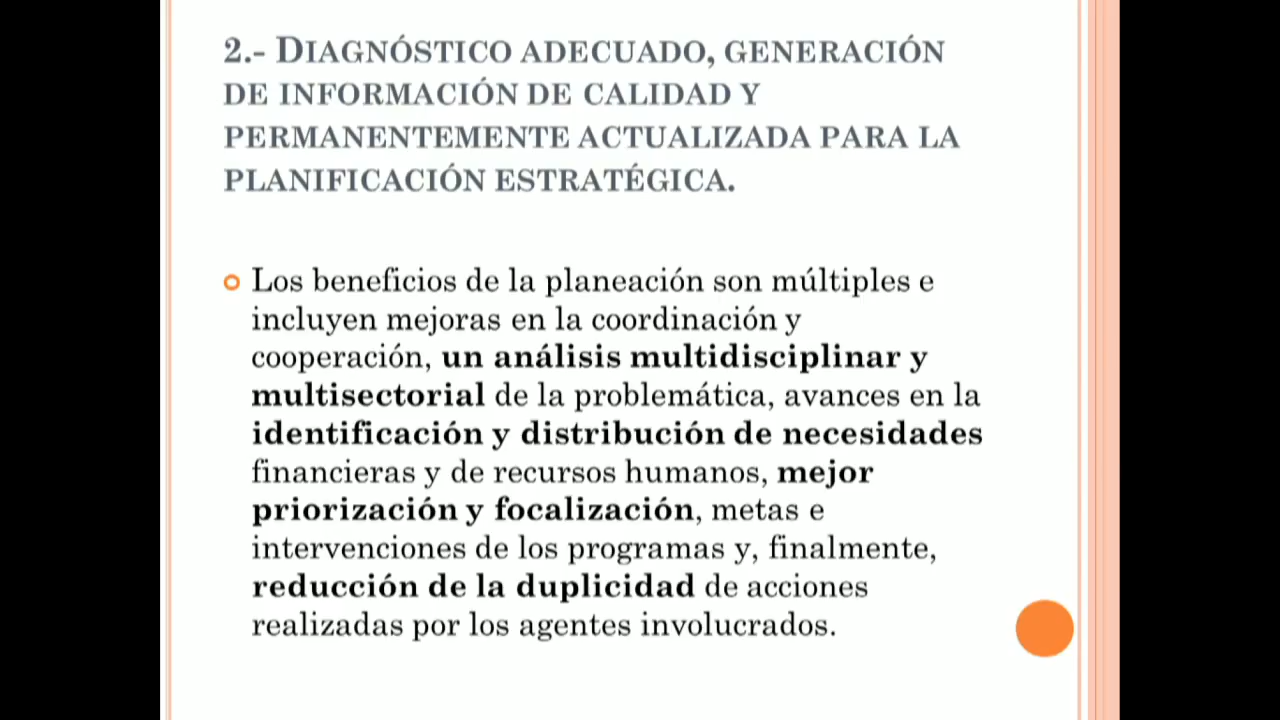 2.- DIAGNÓSTICO ADECUADO, GENERACIÓN
DE INFORMACIÓN DE CALIDAD Y
PERMANENTEMENTE ACTUALIZADA PARA LA
PLANIFICACIÓN ESTRATÉGICA.
Los beneficios de la planeación son múltiples e
incluyen mejoras en la coordinación y
cooperación, un análisis multidisciplinar y
multisectorial de la problemática, avances en la
identificación y distribución de necesidades
financieras y de recursos humanos, mejor
priorización y focalización, metas e
intervenciones de los programas y, finalmente,
reducción de la duplicidad de acciones
realizadas por los agentes involucrados.